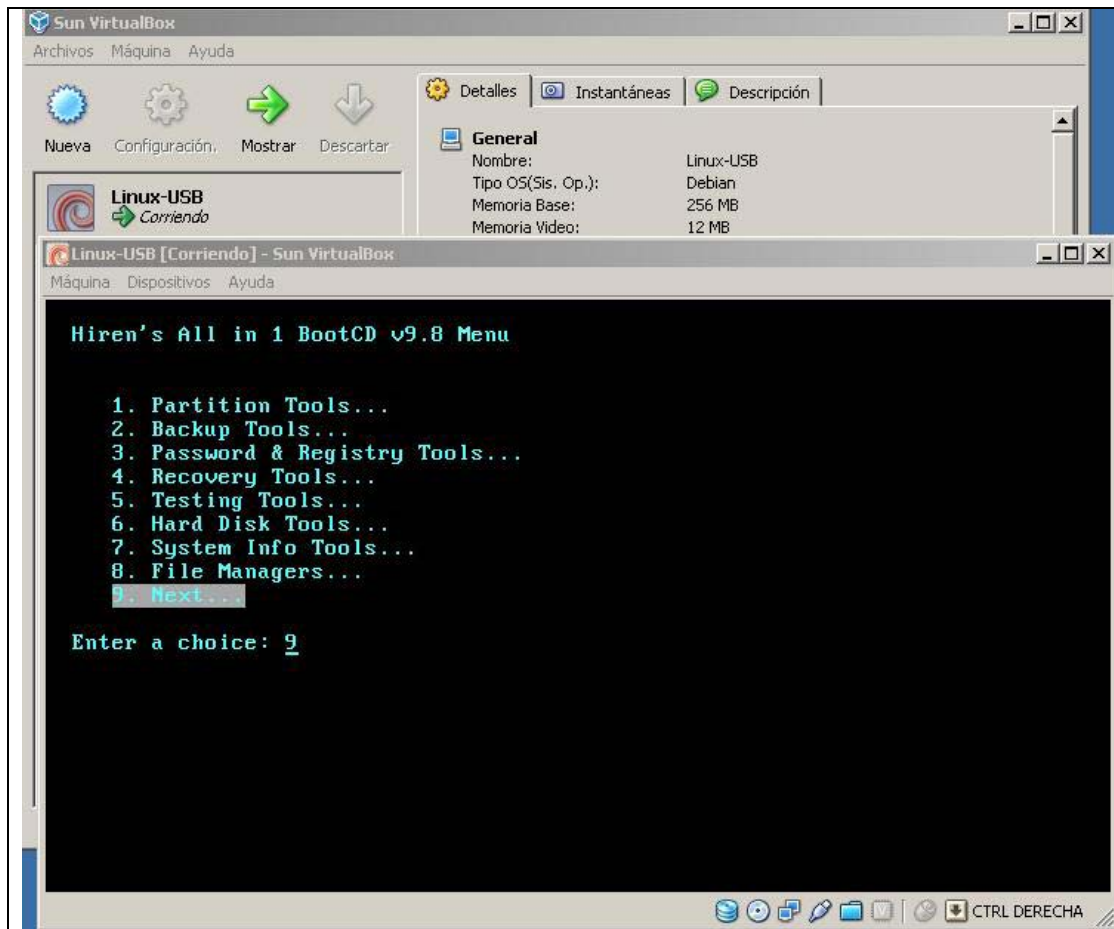 Sun VirtualBox
Archivos Máquina Ayuda
Nueva Configuración. Mostrar Descartar
Detalles Instantáneas Descripción
General
Nombre: Linux-USB
Tipo OS(Sis. Op.): Debian
Memoria Base: 256 MB
Memoria Video: 12 MB
Linux-USB
Corriendo
Linux-USB [Corriendo] - Sun VirtualBox
Máquina Dispositivos Ayuda
Hiren's All in 1 BootCD v9.8 Menu
1. Partition Tools...
2. Backup Tools...
3. Password & Registry Tools...
4. Recovery Tools...
5. Testing Tools...
6. Hard Disk Tools...
7. System Info Tools...
8. File Managers...
9. Next...
Enter a choice: 9
CTRL DERECHA